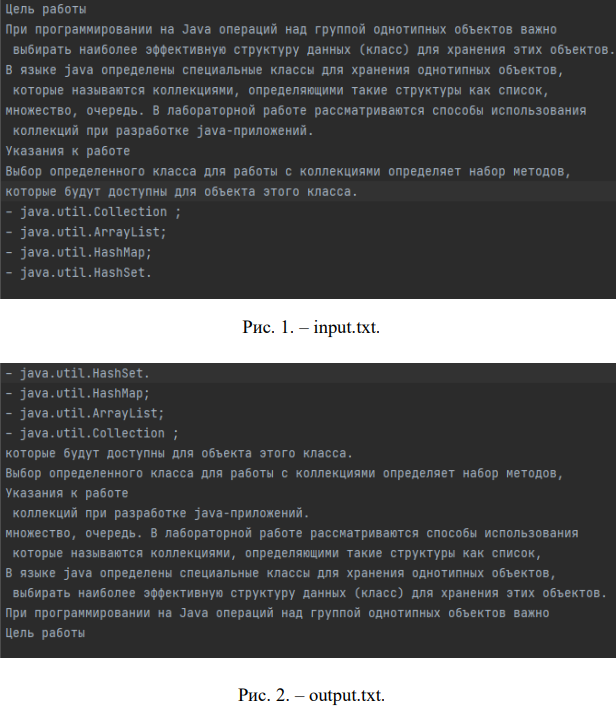 Цель работы
При программировании на Java операций над группой однотипных объектов важно
выбирать наиболее эффективную структуру данных (класс) для хранения этих объектов.
В языке java определены специальные классы для хранения однотипных объектов,
которые называются коллекциями, определяющими такие структуры как список,
множество, очередь. В лабораторной работе рассматриваются способы использования
коллекций при разработке java-приложений.
Указания к работе
Выбор определенного класса для работы с коллекциями определяет набор методов,
которые будут доступны для объекта этого класса.
– java.util.Collection ;
– java.util.ArrayList;
– java.util.HashMap;
– java.util.HashSet.
Рис. 1. – input.txt.
– java.util.HashSet.
– java.util.HashMap;
– java.util.ArrayList;
– java.util.Collection ;
которые будут доступны для объекта этого класса.
Выбор определенного класса для работы с коллекциями определяет набор методов,
Указания к работе
коллекций при разработке java-приложений.
множество, очередь. В лабораторной работе рассматриваются способы использования
которые называются коллекциями, определяющими такие структуры как список,
В языке java определены специальные классы для хранения однотипных объектов,
выбирать наиболее эффективную структуру данных (класс) для хранения этих объектов.
При программировании на Java операций над группой однотипных объектов важно
Цель работы
Рис. 2. – output.txt.